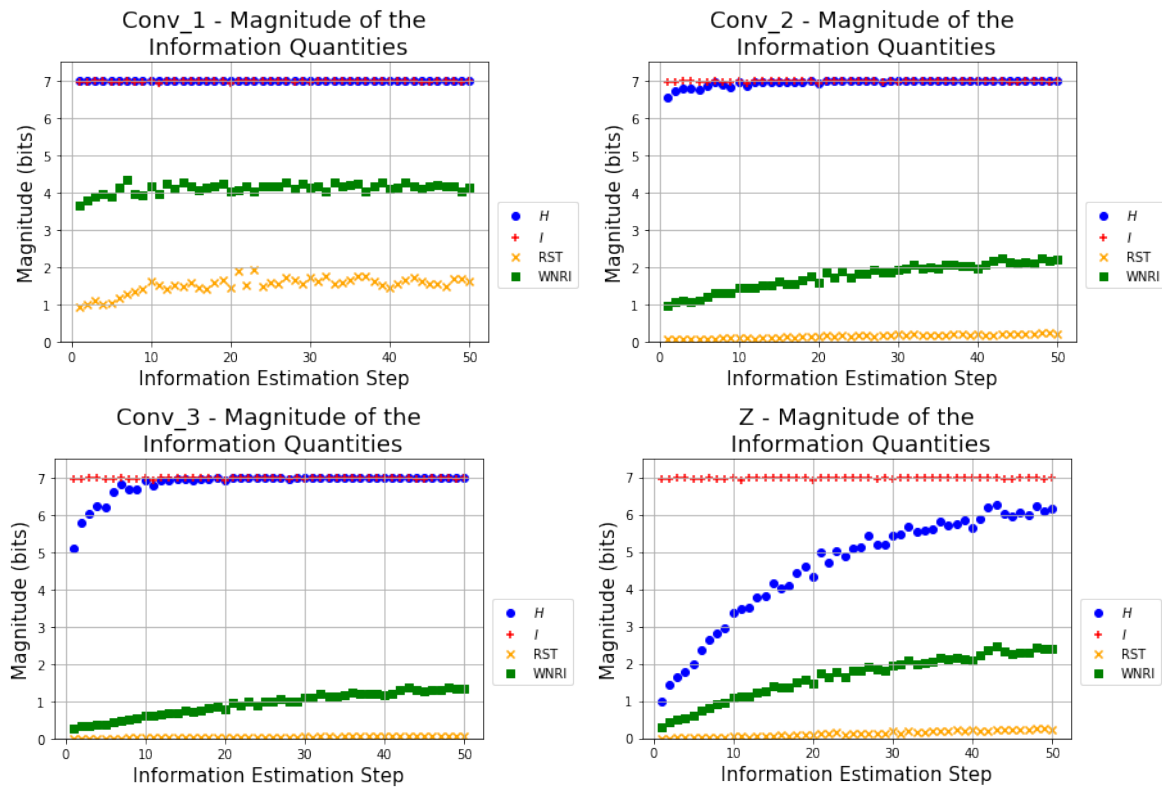 Conv_1 - Magnitude of the
Information Quantities
Magnitude (bits)
7
6
5
4
3
2
1
0
0 10 20 30 40 50
Information Estimation Step
H
I
RST
WNRI
Conv_2 - Magnitude of the
Information Quantities
Magnitude (bits)
7
6
5
4
3
2
1
0
0 10 20 30 40 50
Information Estimation Step
H
I
RST
WNRI
Conv_3 - Magnitude of the
Information Quantities
Magnitude (bits)
7
6
5
4
3
2
1
0
0 10 20 30 40 50
Information Estimation Step
H
I
RST
WNRI
Z - Magnitude of the
Information Quantities
Magnitude (bits)
7
6
5
4
3
2
1
0
0 10 20 30 40 50
Information Estimation Step
H
I
RST
WNRI